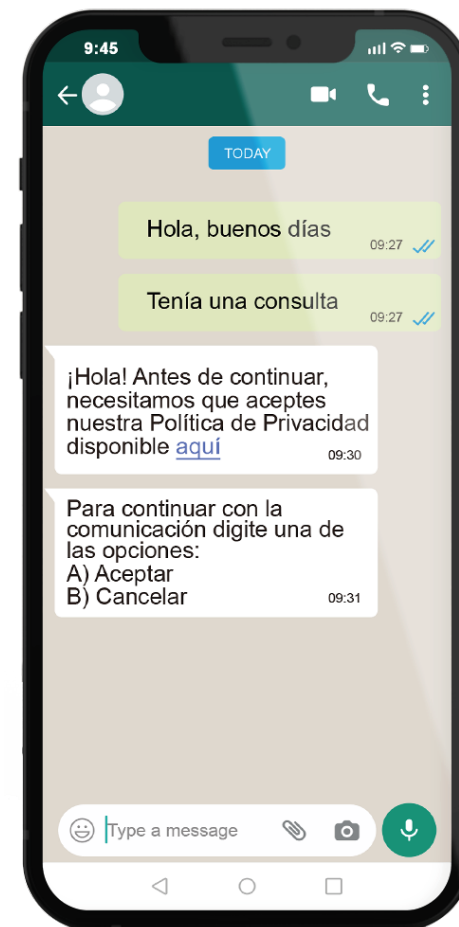 9:45
TODAY
Hola, buenos días
09:27
Tenía una consulta
09:27
¡Hola! Antes de continuar,
necesitamos que aceptes
nuestra Política de Privacidad
disponible aquí
09:30
Para continuar con la
comunicación digite una de
las opciones:
A) Aceptar
B) Cancelar
09:31
Type a message